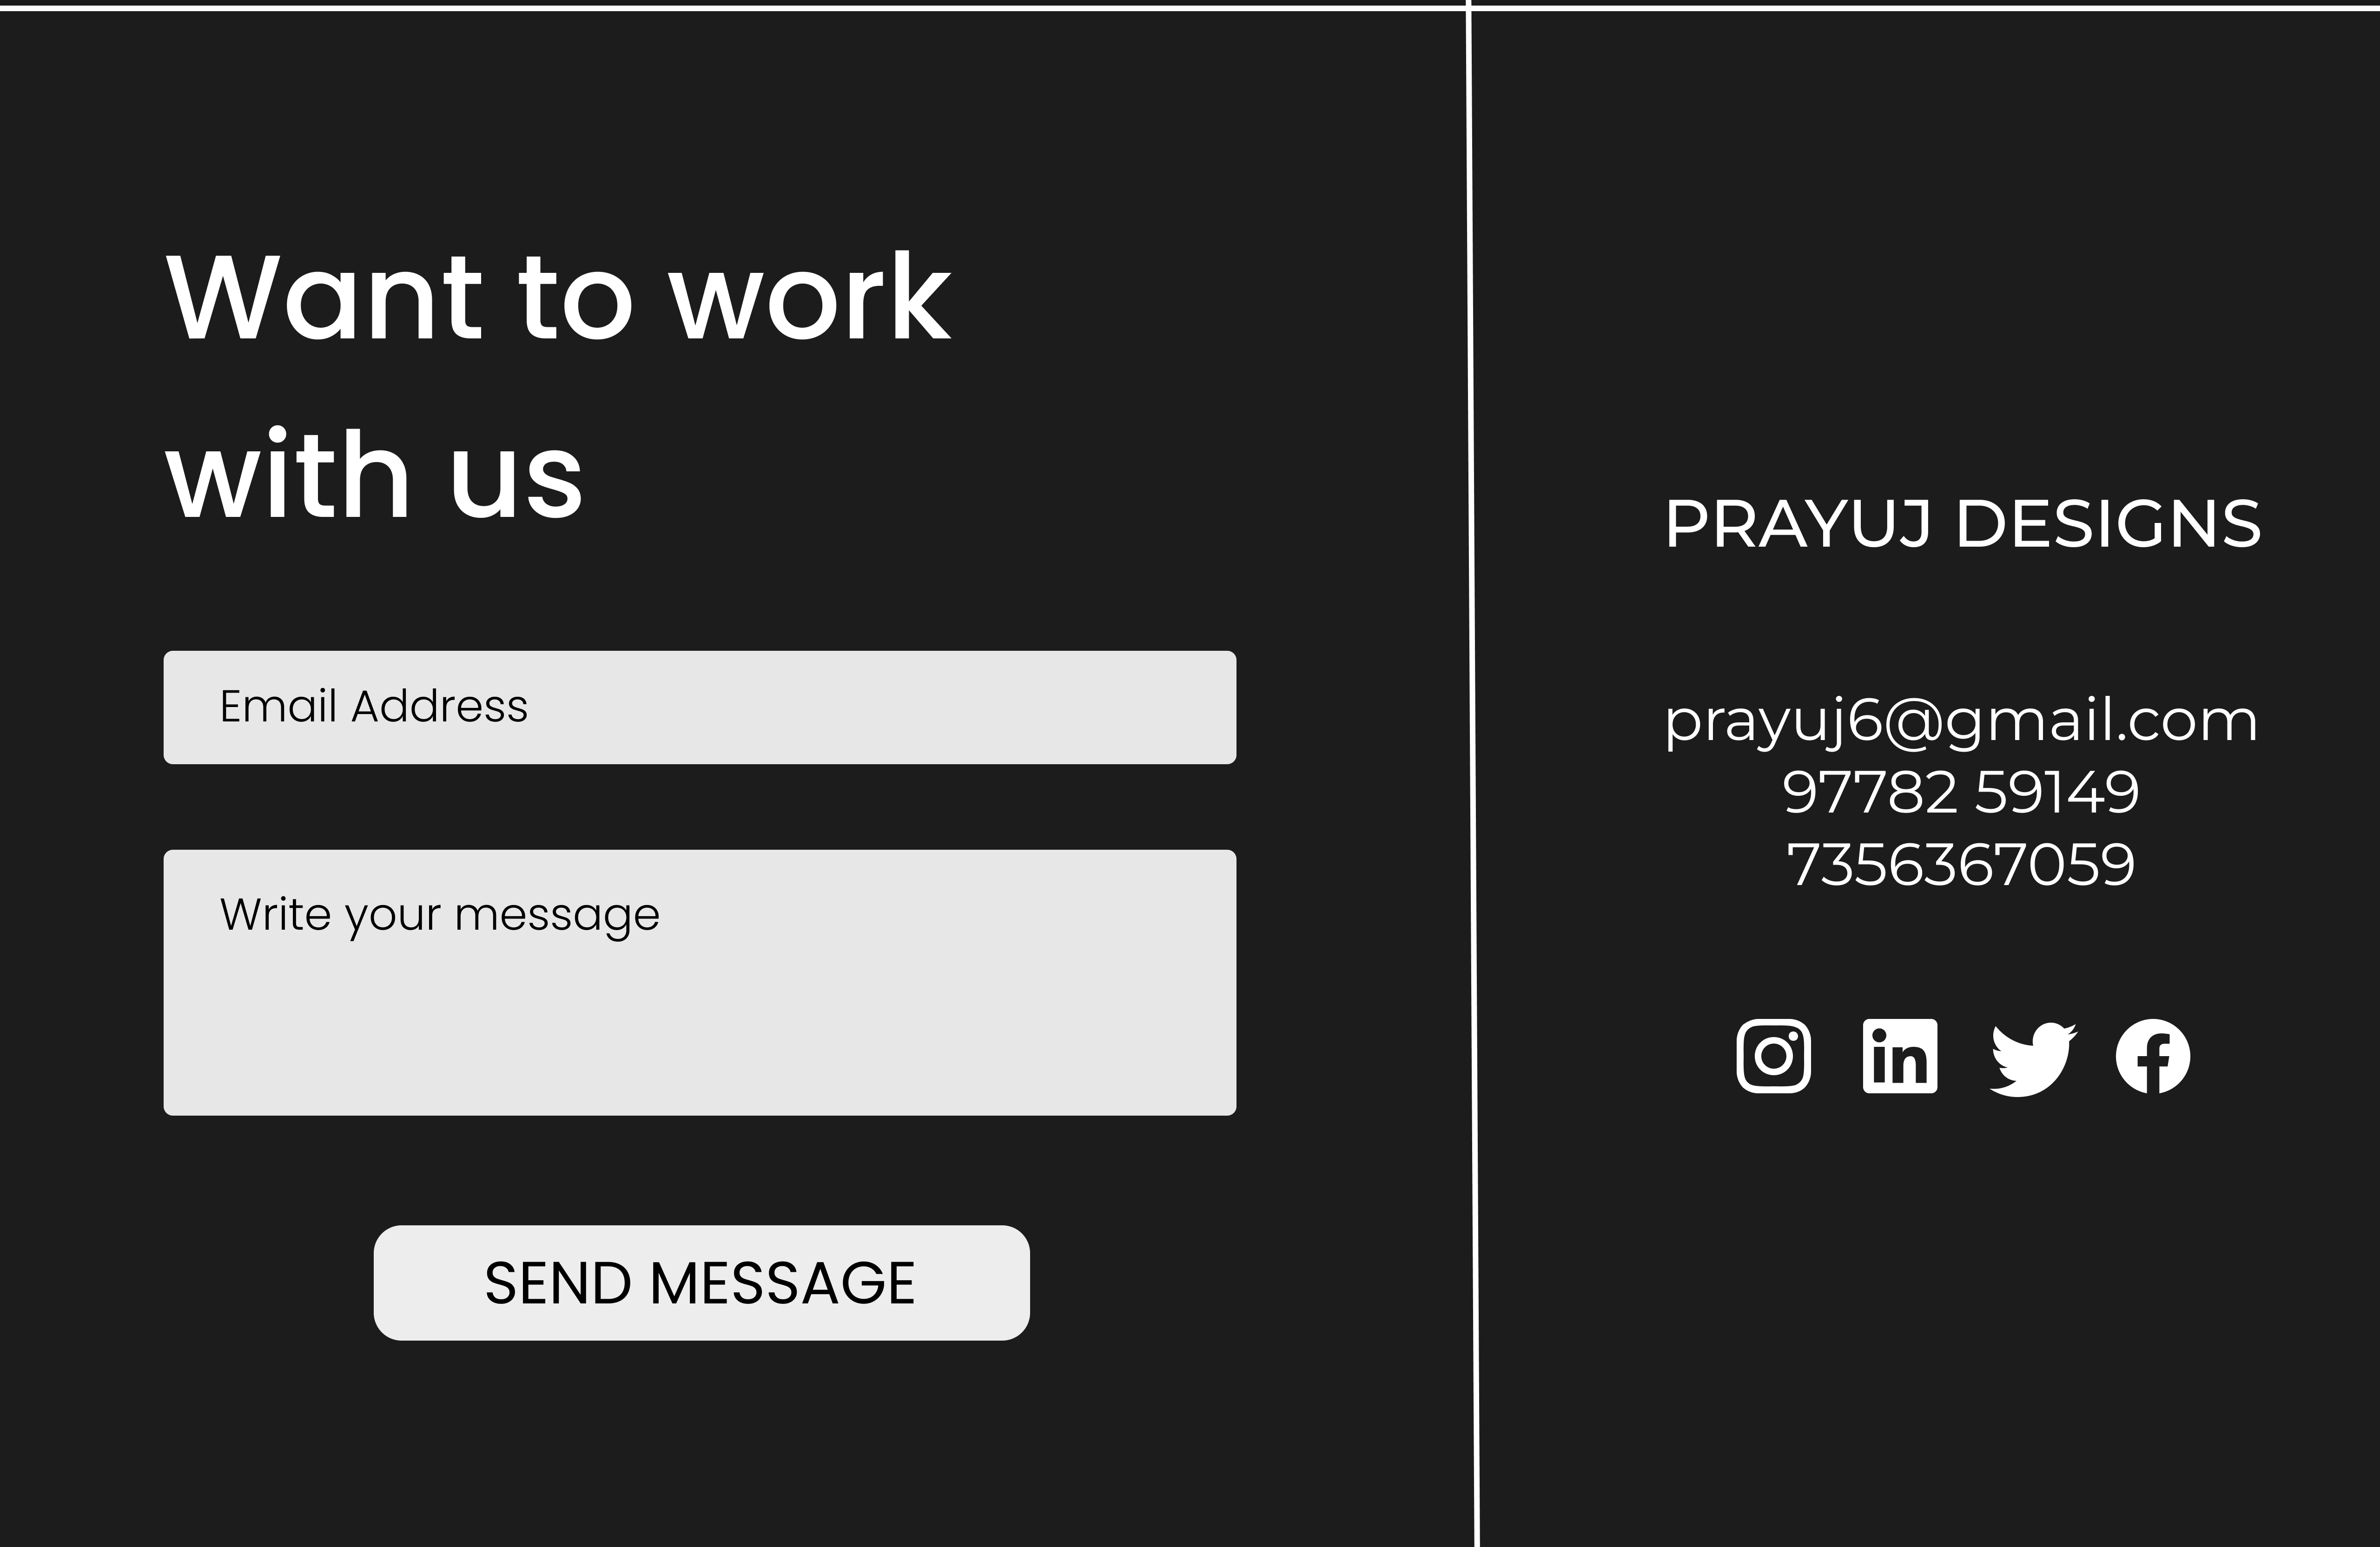 Want to work
with us
Email Address
Write your message
SEND MESSAGE
PRAYUJ DESIGNS
prayuj6@gmail.com
97782 59149
7356367059